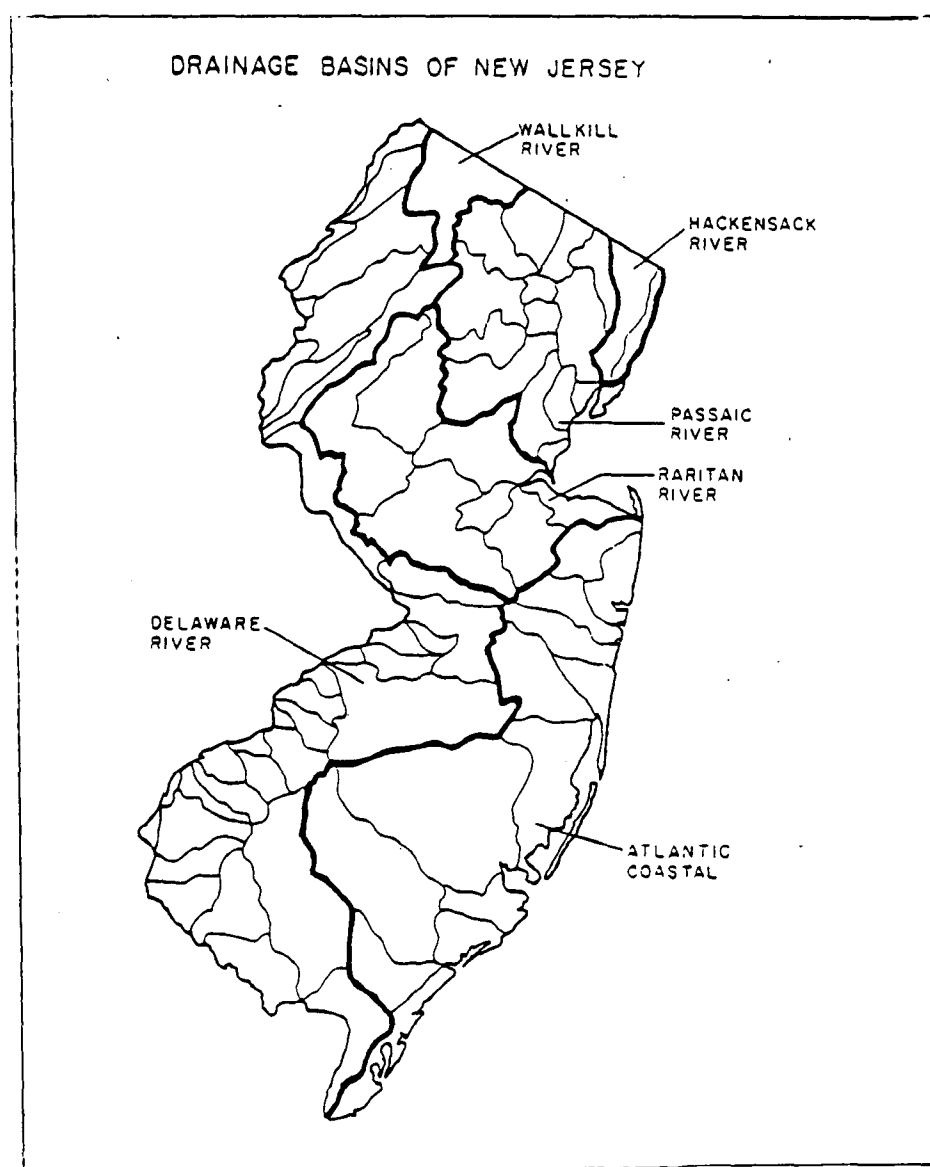 DRAINAGE BASINS OF NEW JERSEY
WALLKILL
RIVER
HACKENSACK
RIVER
PASSAIC
RIVER
RARITAN
RIVER
DELAWARE
RIVER
ATLANTIC
COASTAL